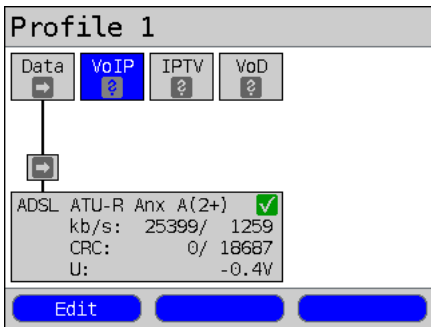 Profile 1
Data VoIP IPTV VoD
ADSL ATU-R Anx A(2+)
kb/s: 25399/ 1259
CRC: 0/ 18687
U: -0.4V
Edit